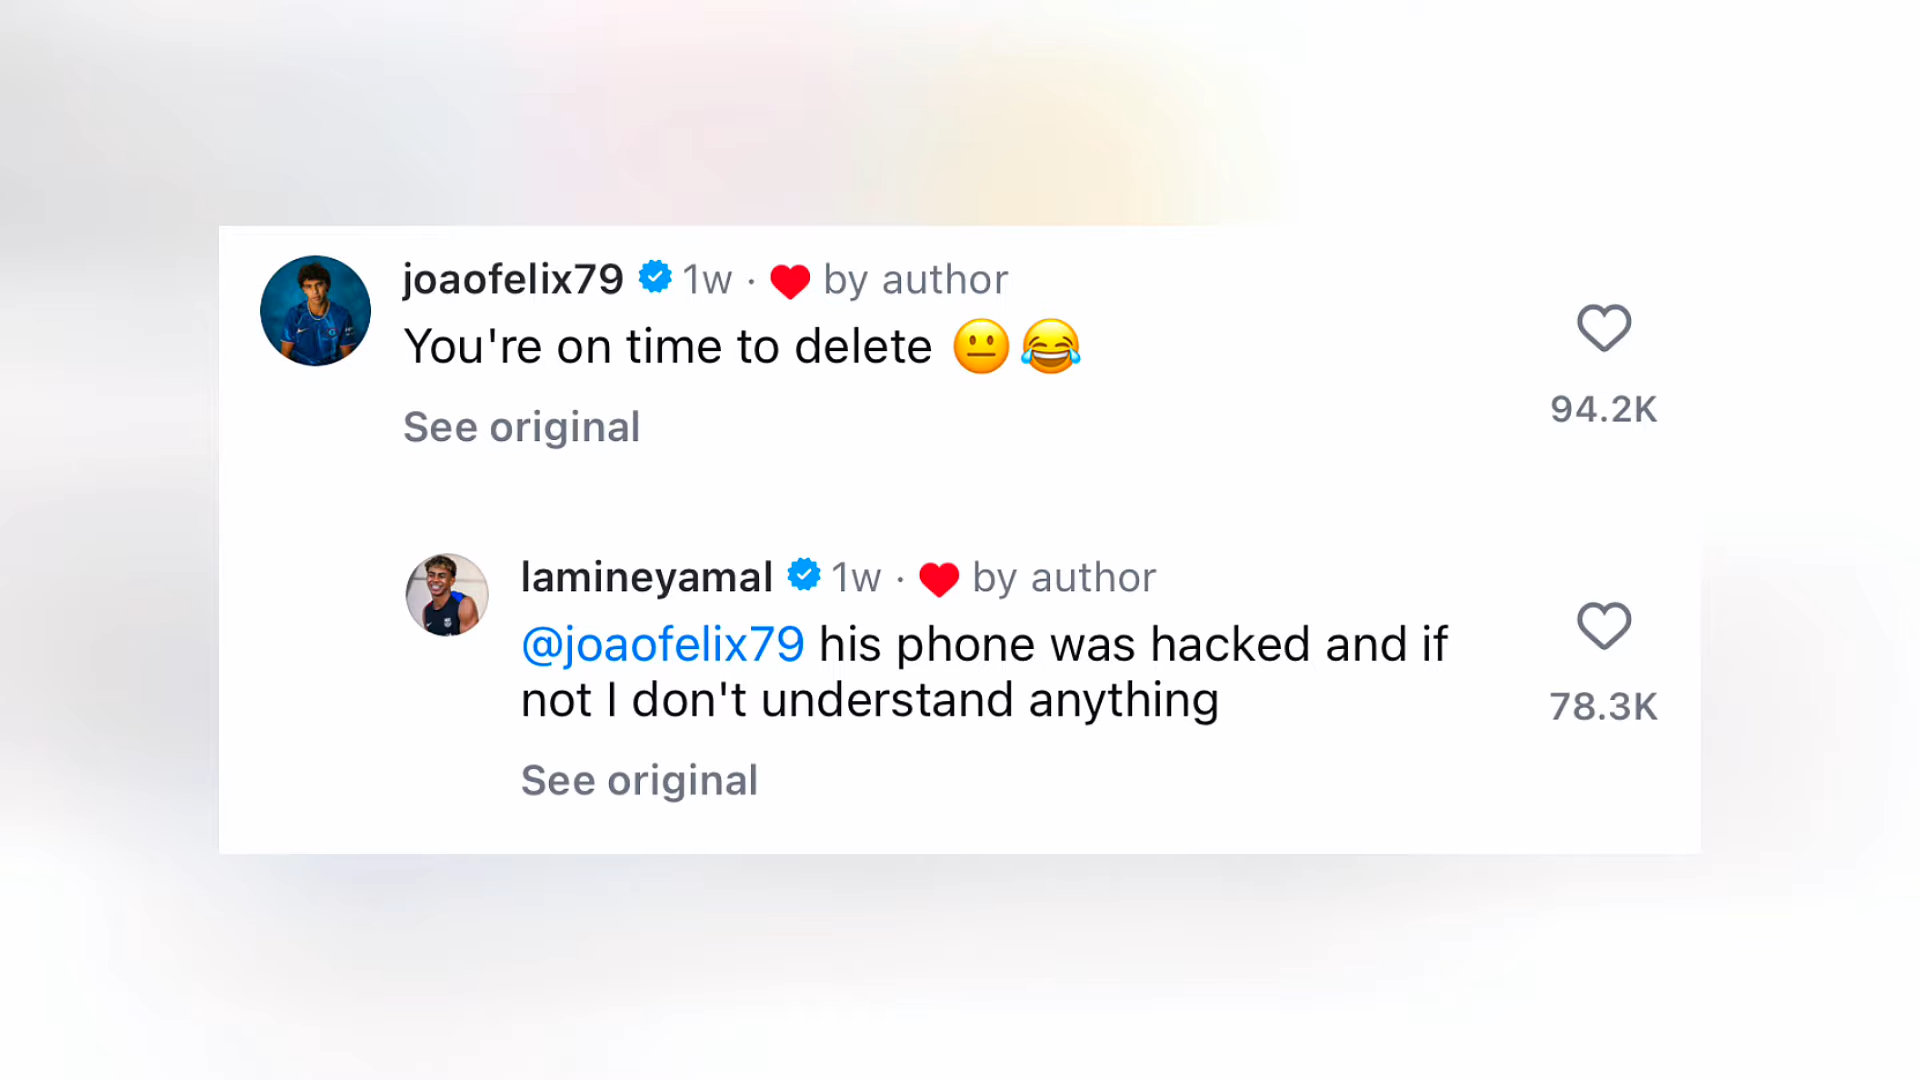 joaofelix79 1w · ❤️ by author
You're on time to delete 😐😂
94.2K
See original
lamineyamal 1w · ❤️ by author
@joaofelix79 his phone was hacked and if
not I don't understand anything
78.3K
See original